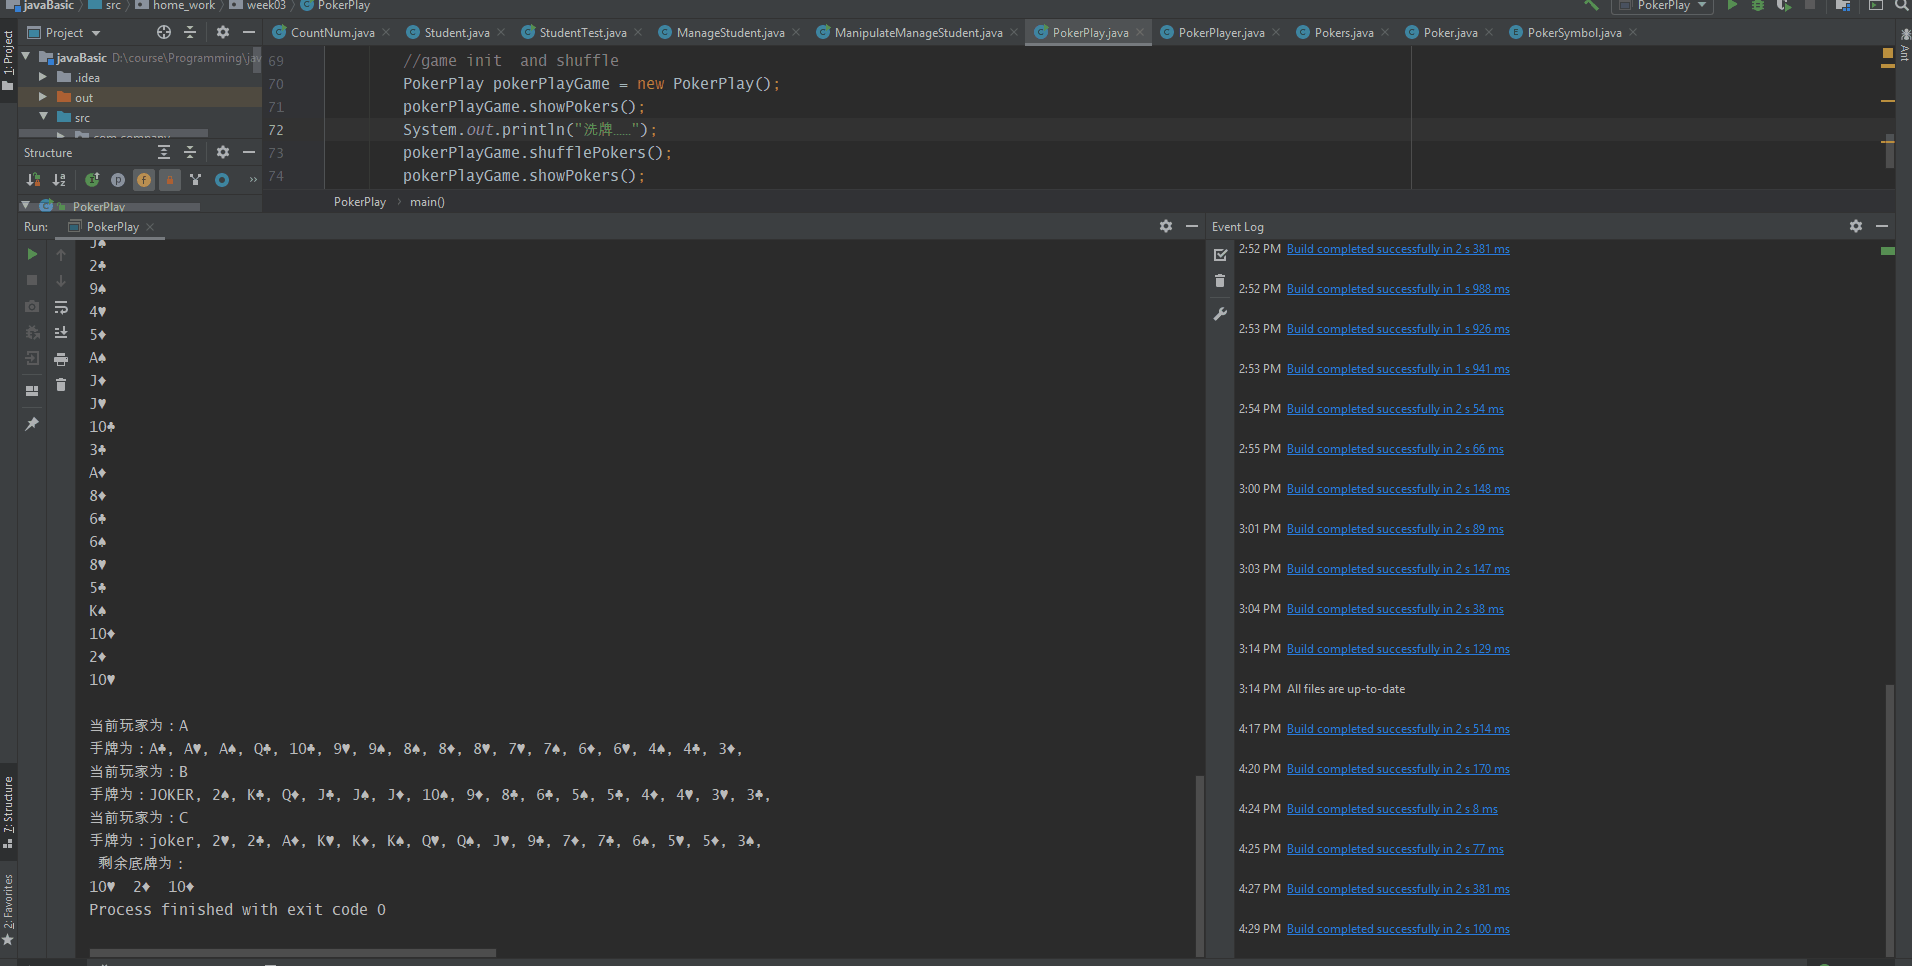 javaBasic src home_work week03 PokerPlay PokerPlay
Project CountNum.java Student.java StudentTest.java ManageStudent.java ManipulateManageStudent.java PokerPlay.java PokerPlayer.java Pokers.java Poker.java PokerSymbol.java
1: Project
Ant
javaBasic D:\course\Programming\jav
.idea
out
src
com.company
Structure
PokerPlay
69 //game init  and shuffle
70 PokerPlay pokerPlayGame = new PokerPlay();
71 pokerPlayGame.showPokers();
72 System.out.println("洗牌……");
73 pokerPlayGame.shufflePokers();
74 pokerPlayGame.showPokers();
PokerPlay > main()
Run: PokerPlay
J♠
2♣
9♠
4♥
5♦
A♠
J♦
J♥
10♣
3♣
A♦
8♦
6♣
6♠
8♥
5♣
K♠
10♦
2♦
10♥
当前玩家为：A
手牌为：A♣, A♥, A♠, Q♣, 10♣, 9♥, 9♠, 8♠, 8♦, 8♥, 7♥, 7♠, 6♦, 6♥, 4♠, 4♣, 3♦,
当前玩家为：B
手牌为：JOKER, 2♠, K♣, Q♦, J♣, J♠, J♦, 10♠, 9♦, 8♣, 6♣, 5♠, 5♣, 4♦, 4♥, 3♥, 3♣,
当前玩家为：C
手牌为：joker, 2♥, 2♣, A♦, K♥, K♦, K♠, Q♥, Q♠, J♥, 9♣, 7♦, 7♣, 6♠, 5♥, 5♦, 3♠,
剩余底牌为：
10♥  2♦  10♦
Process finished with exit code 0
7: Structure
2: Favorites
Event Log
2:52 PM Build completed successfully in 2 s 381 ms
2:52 PM Build completed successfully in 1 s 988 ms
2:53 PM Build completed successfully in 1 s 926 ms
2:53 PM Build completed successfully in 1 s 941 ms
2:54 PM Build completed successfully in 2 s 54 ms
2:55 PM Build completed successfully in 2 s 66 ms
3:00 PM Build completed successfully in 2 s 148 ms
3:01 PM Build completed successfully in 2 s 89 ms
3:03 PM Build completed successfully in 2 s 147 ms
3:04 PM Build completed successfully in 2 s 38 ms
3:14 PM Build completed successfully in 2 s 129 ms
3:14 PM All files are up-to-date
4:17 PM Build completed successfully in 2 s 514 ms
4:20 PM Build completed successfully in 2 s 170 ms
4:24 PM Build completed successfully in 2 s 8 ms
4:25 PM Build completed successfully in 2 s 77 ms
4:27 PM Build completed successfully in 2 s 381 ms
4:29 PM Build completed successfully in 2 s 100 ms